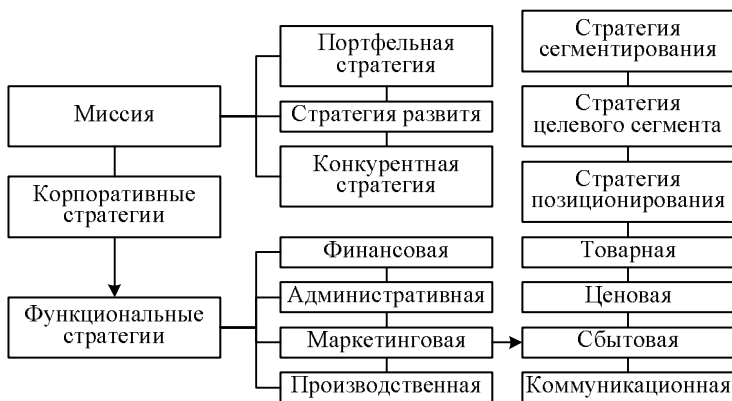 Миссия
Корпоративные
стратегии
Функциональные
стратегии
Портфельная
стратегия
Стратегия развитя
Конкурентная
стратегия
Финансовая
Административная
Маркетинговая
Производственная
Стратегия
сегментирования
Стратегия
целевого сегмента
Стратегия
позиционирования
Товарная
Ценовая
Сбытовая
Коммуникационная